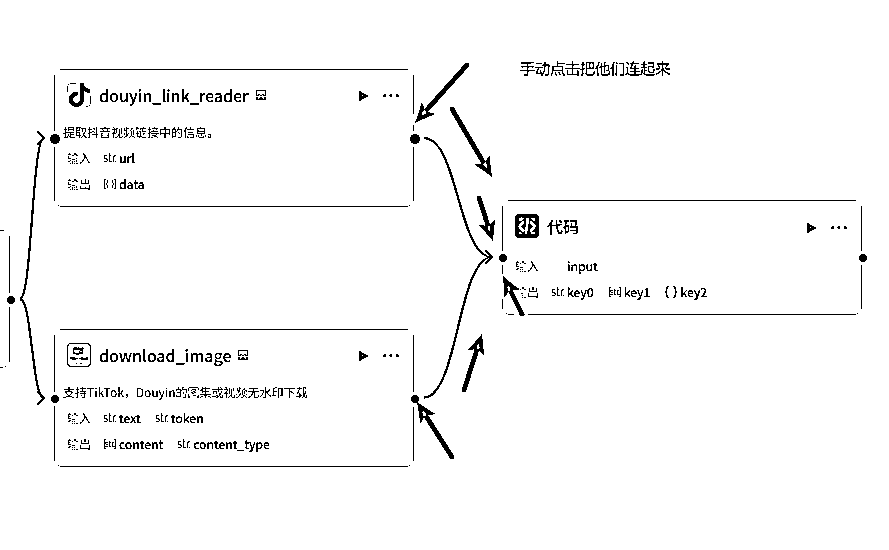 手动点击把他们连起来
douyin_link_reader
提取抖音视频链接中的信息。
输入 str. url
输出 data
代码
输入 input
输出 str. key0 key1 { } key2
download_image
支持TikTok，Douyin的图集或视频无水印下载
输入 str. text str. token
输出 content str. content_type